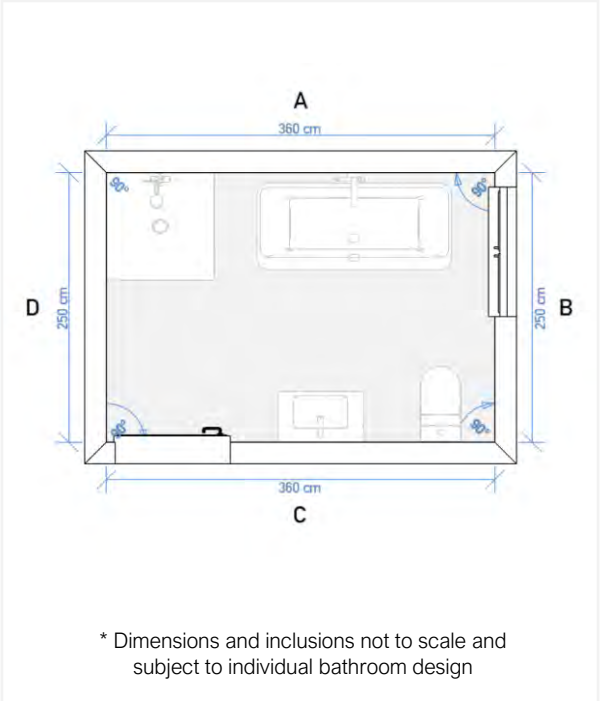 A
360 cm
90°
90°
D
250 cm
250 cm
B
90°
90°
360 cm
C
* Dimensions and inclusions not to scale and
subject to individual bathroom design